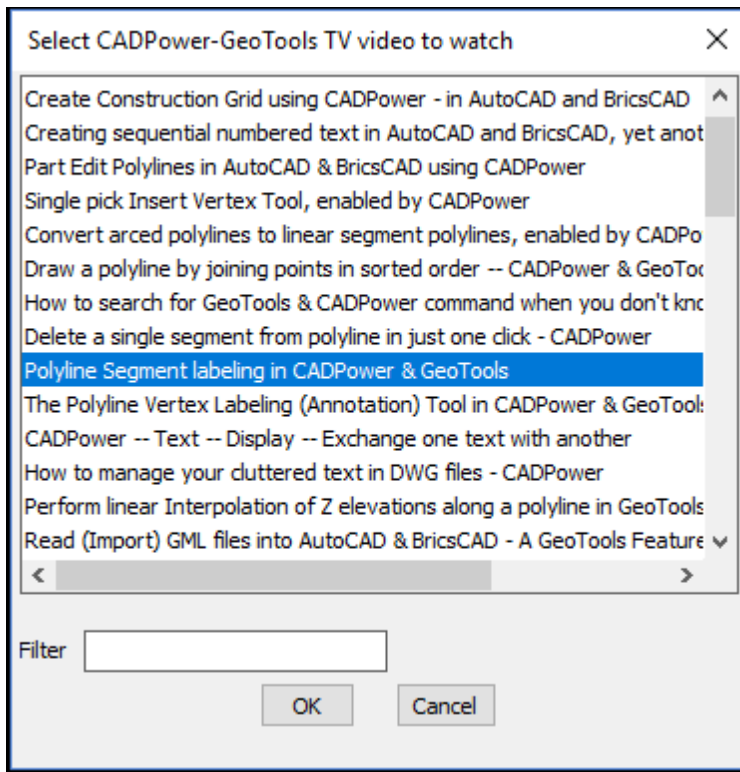 Select CADPower-GeoTools TV video to watch
Create Construction Grid using CADPower - in AutoCAD and BricsCAD
Creating sequential numbered text in AutoCAD and BricsCAD, yet anot
Part Edit Polylines in AutoCAD & BricsCAD using CADPower
Single pick Insert Vertex Tool, enabled by CADPower
Convert arced polylines to linear segment polylines, enabled by CADPo
Draw a polyline by joining points in sorted order -- CADPower & GeoToo
How to search for GeoTools & CADPower command when you don't kno
Delete a single segment from polyline in just one click - CADPower
Polyline Segment labeling in CADPower & GeoTools
The Polyline Vertex Labeling (Annotation) Tool in CADPower & GeoTools
CADPower -- Text -- Display -- Exchange one text with another
How to manage your cluttered text in DWG files - CADPower
Perform linear Interpolation of Z elevations along a polyline in GeoTools
Read (Import) GML files into AutoCAD & BricsCAD - A GeoTools Feature
Filter
OK Cancel